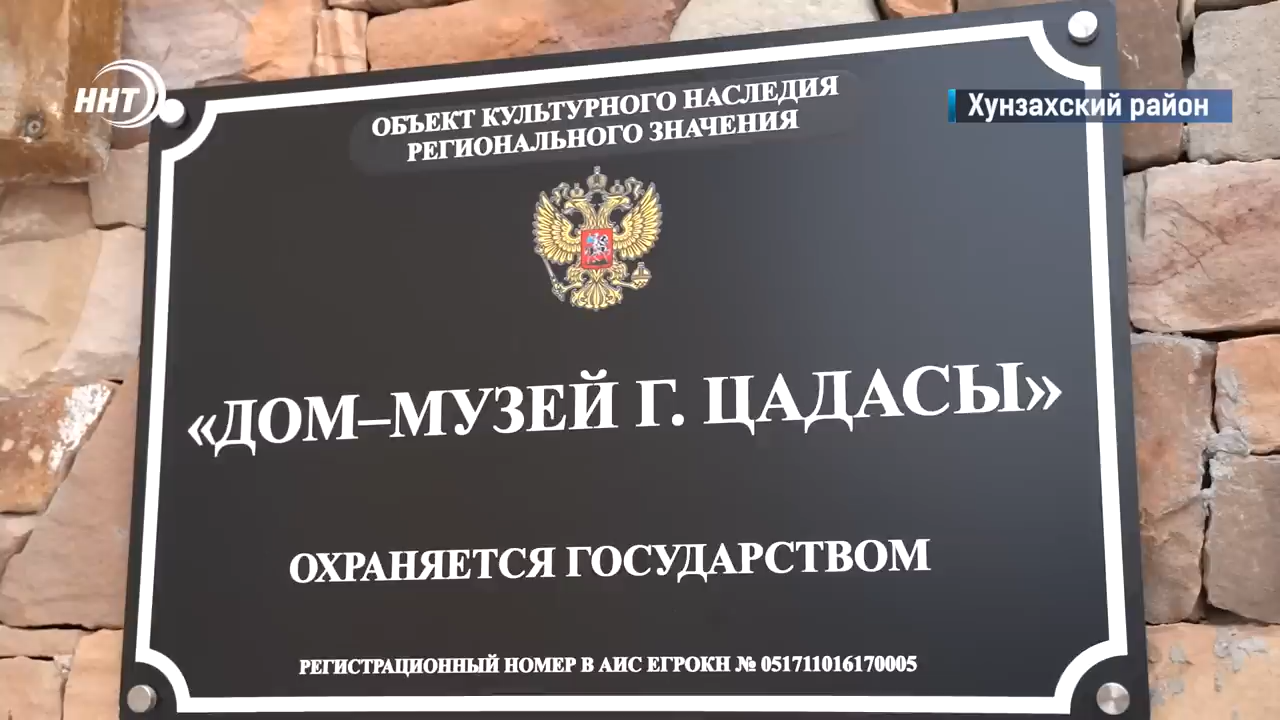 ННТ
Хунзахский район
ОБЪЕКТ КУЛЬТУРНОГО НАСЛЕДИЯ
РЕГИОНАЛЬНОГО ЗНАЧЕНИЯ
«ДОМ–МУЗЕЙ Г. ЦАДАСЫ»
ОХРАНЯЕТСЯ ГОСУДАРСТВОМ
РЕГИСТРАЦИОННЫЙ НОМЕР В АИС ЕГРОКН № 051711016170005